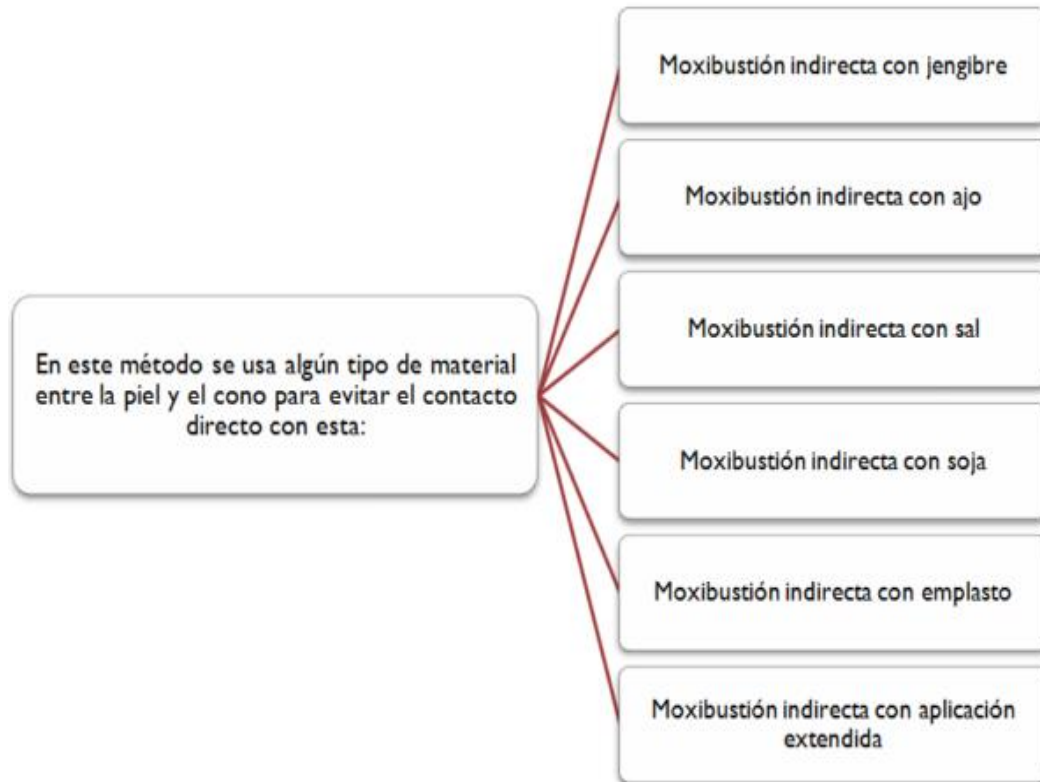 Moxibustión indirecta con jengibre
Moxibustión indirecta con ajo
Moxibustión indirecta con sal
En este método se usa algún tipo de material
entre la piel y el cono para evitar el contacto
directo con esta:
Moxibustión indirecta con soja
Moxibustión indirecta con emplasto
Moxibustión indirecta con aplicación
extendida